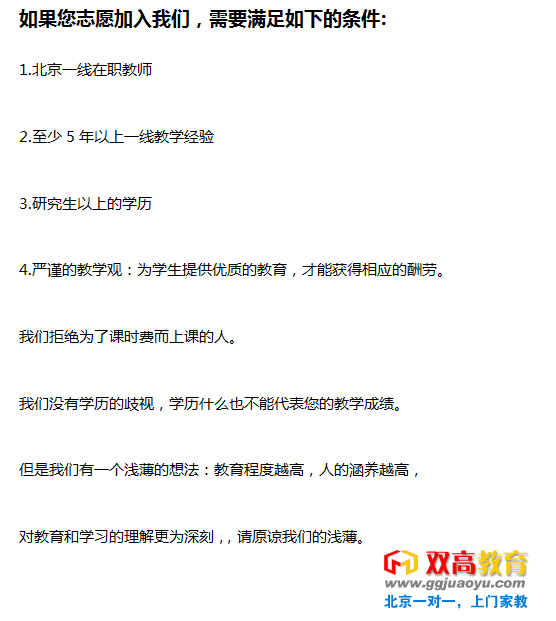 如果您志愿加入我们，需要满足如下的条件:
1.北京一线在职教师
2.至少 5 年以上一线教学经验
3.研究生以上的学历
4.严谨的教学观：为学生提供优质的教育，才能获得相应的酬劳。
我们拒绝为了课时费而上课的人。
我们没有学历的歧视，学历什么也不能代表您的教学成绩。
但是我们有一个浅薄的想法：教育程度越高，人的涵养越高，
对教育和学习的理解更为深刻，，请原谅我们的浅薄。
双高教育
www.ggjuaoyu.com
北京一对一，上门家教